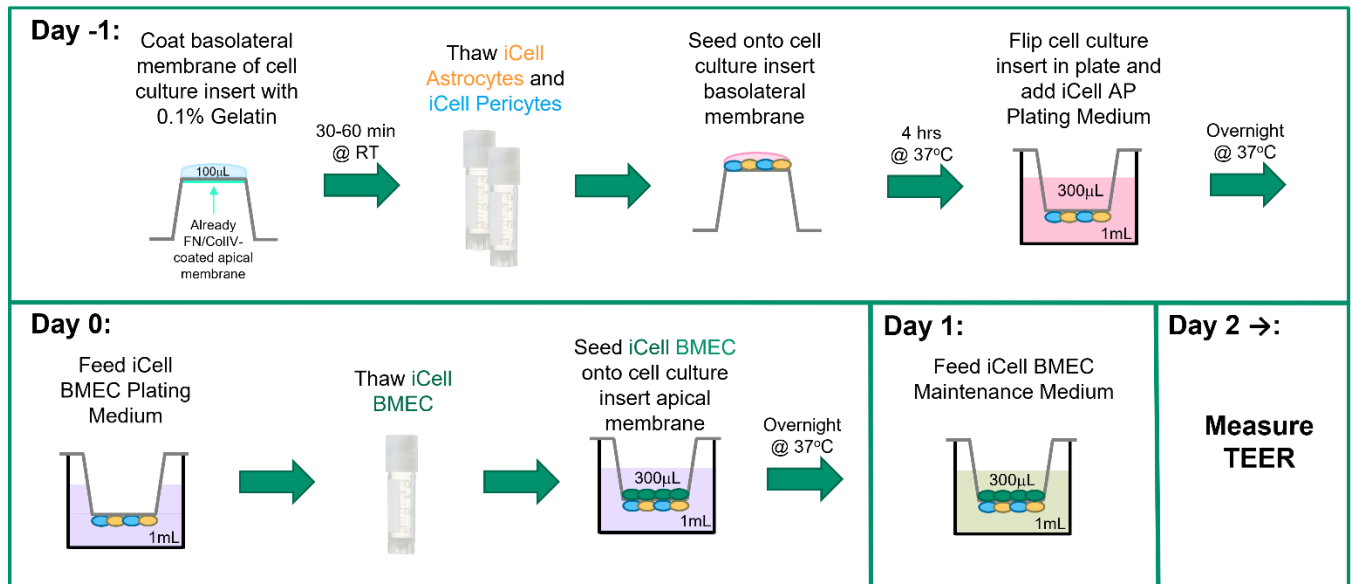 Day -1:
Coat basolateral
membrane of cell
culture insert with
0.1% Gelatin
100µL
Already
FN/ColIV-
coated apical
membrane
30-60 min
@ RT
Thaw iCell
Astrocytes and
iCell Pericytes
Seed onto cell
culture insert
basolateral
membrane
4 hrs
@ 37°C
Flip cell culture
insert in plate and
add iCell AP
Plating Medium
300µL
1mL
Overnight
@ 37°C
Day 0:
Feed iCell
BMEC Plating
Medium
1mL
Thaw iCell
BMEC
Seed iCell BMEC
onto cell culture
insert apical
membrane
300µL
1mL
Overnight
@ 37°C
Day 1:
Feed iCell BMEC
Maintenance Medium
300µL
1mL
Day 2 →:
Measure
TEER